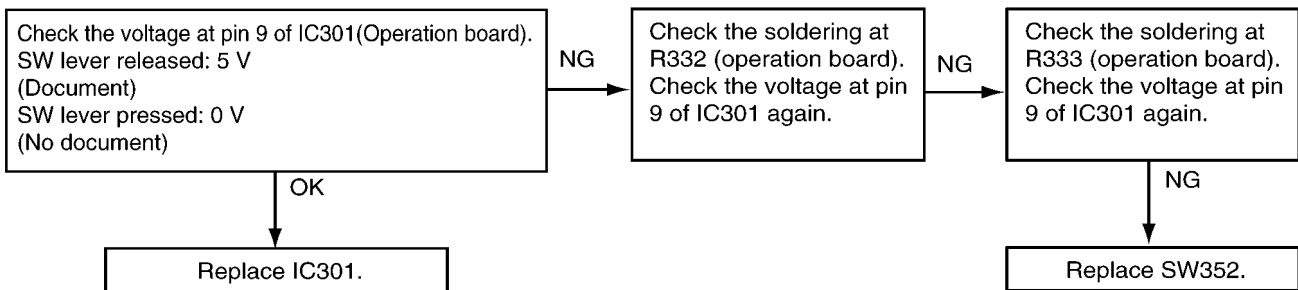 Check the voltage at pin 9 of IC301(Operation board).
SW lever released: 5 V
(Document)
SW lever pressed: 0 V
(No document)
NG
Check the soldering at
R332 (operation board).
Check the voltage at pin
9 of IC301 again.
NG
Check the soldering at
R333 (operation board).
Check the voltage at pin
9 of IC301 again.
OK
NG
Replace IC301.
Replace SW352.